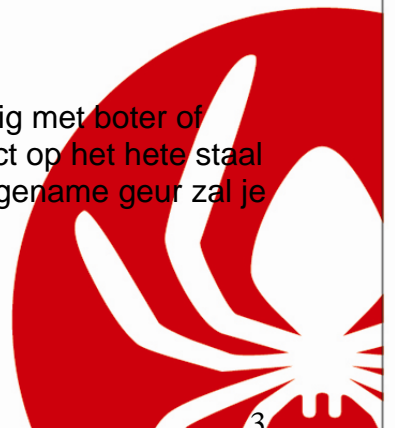 ig met boter of
ct op het hete staal
gename geur zal je
3